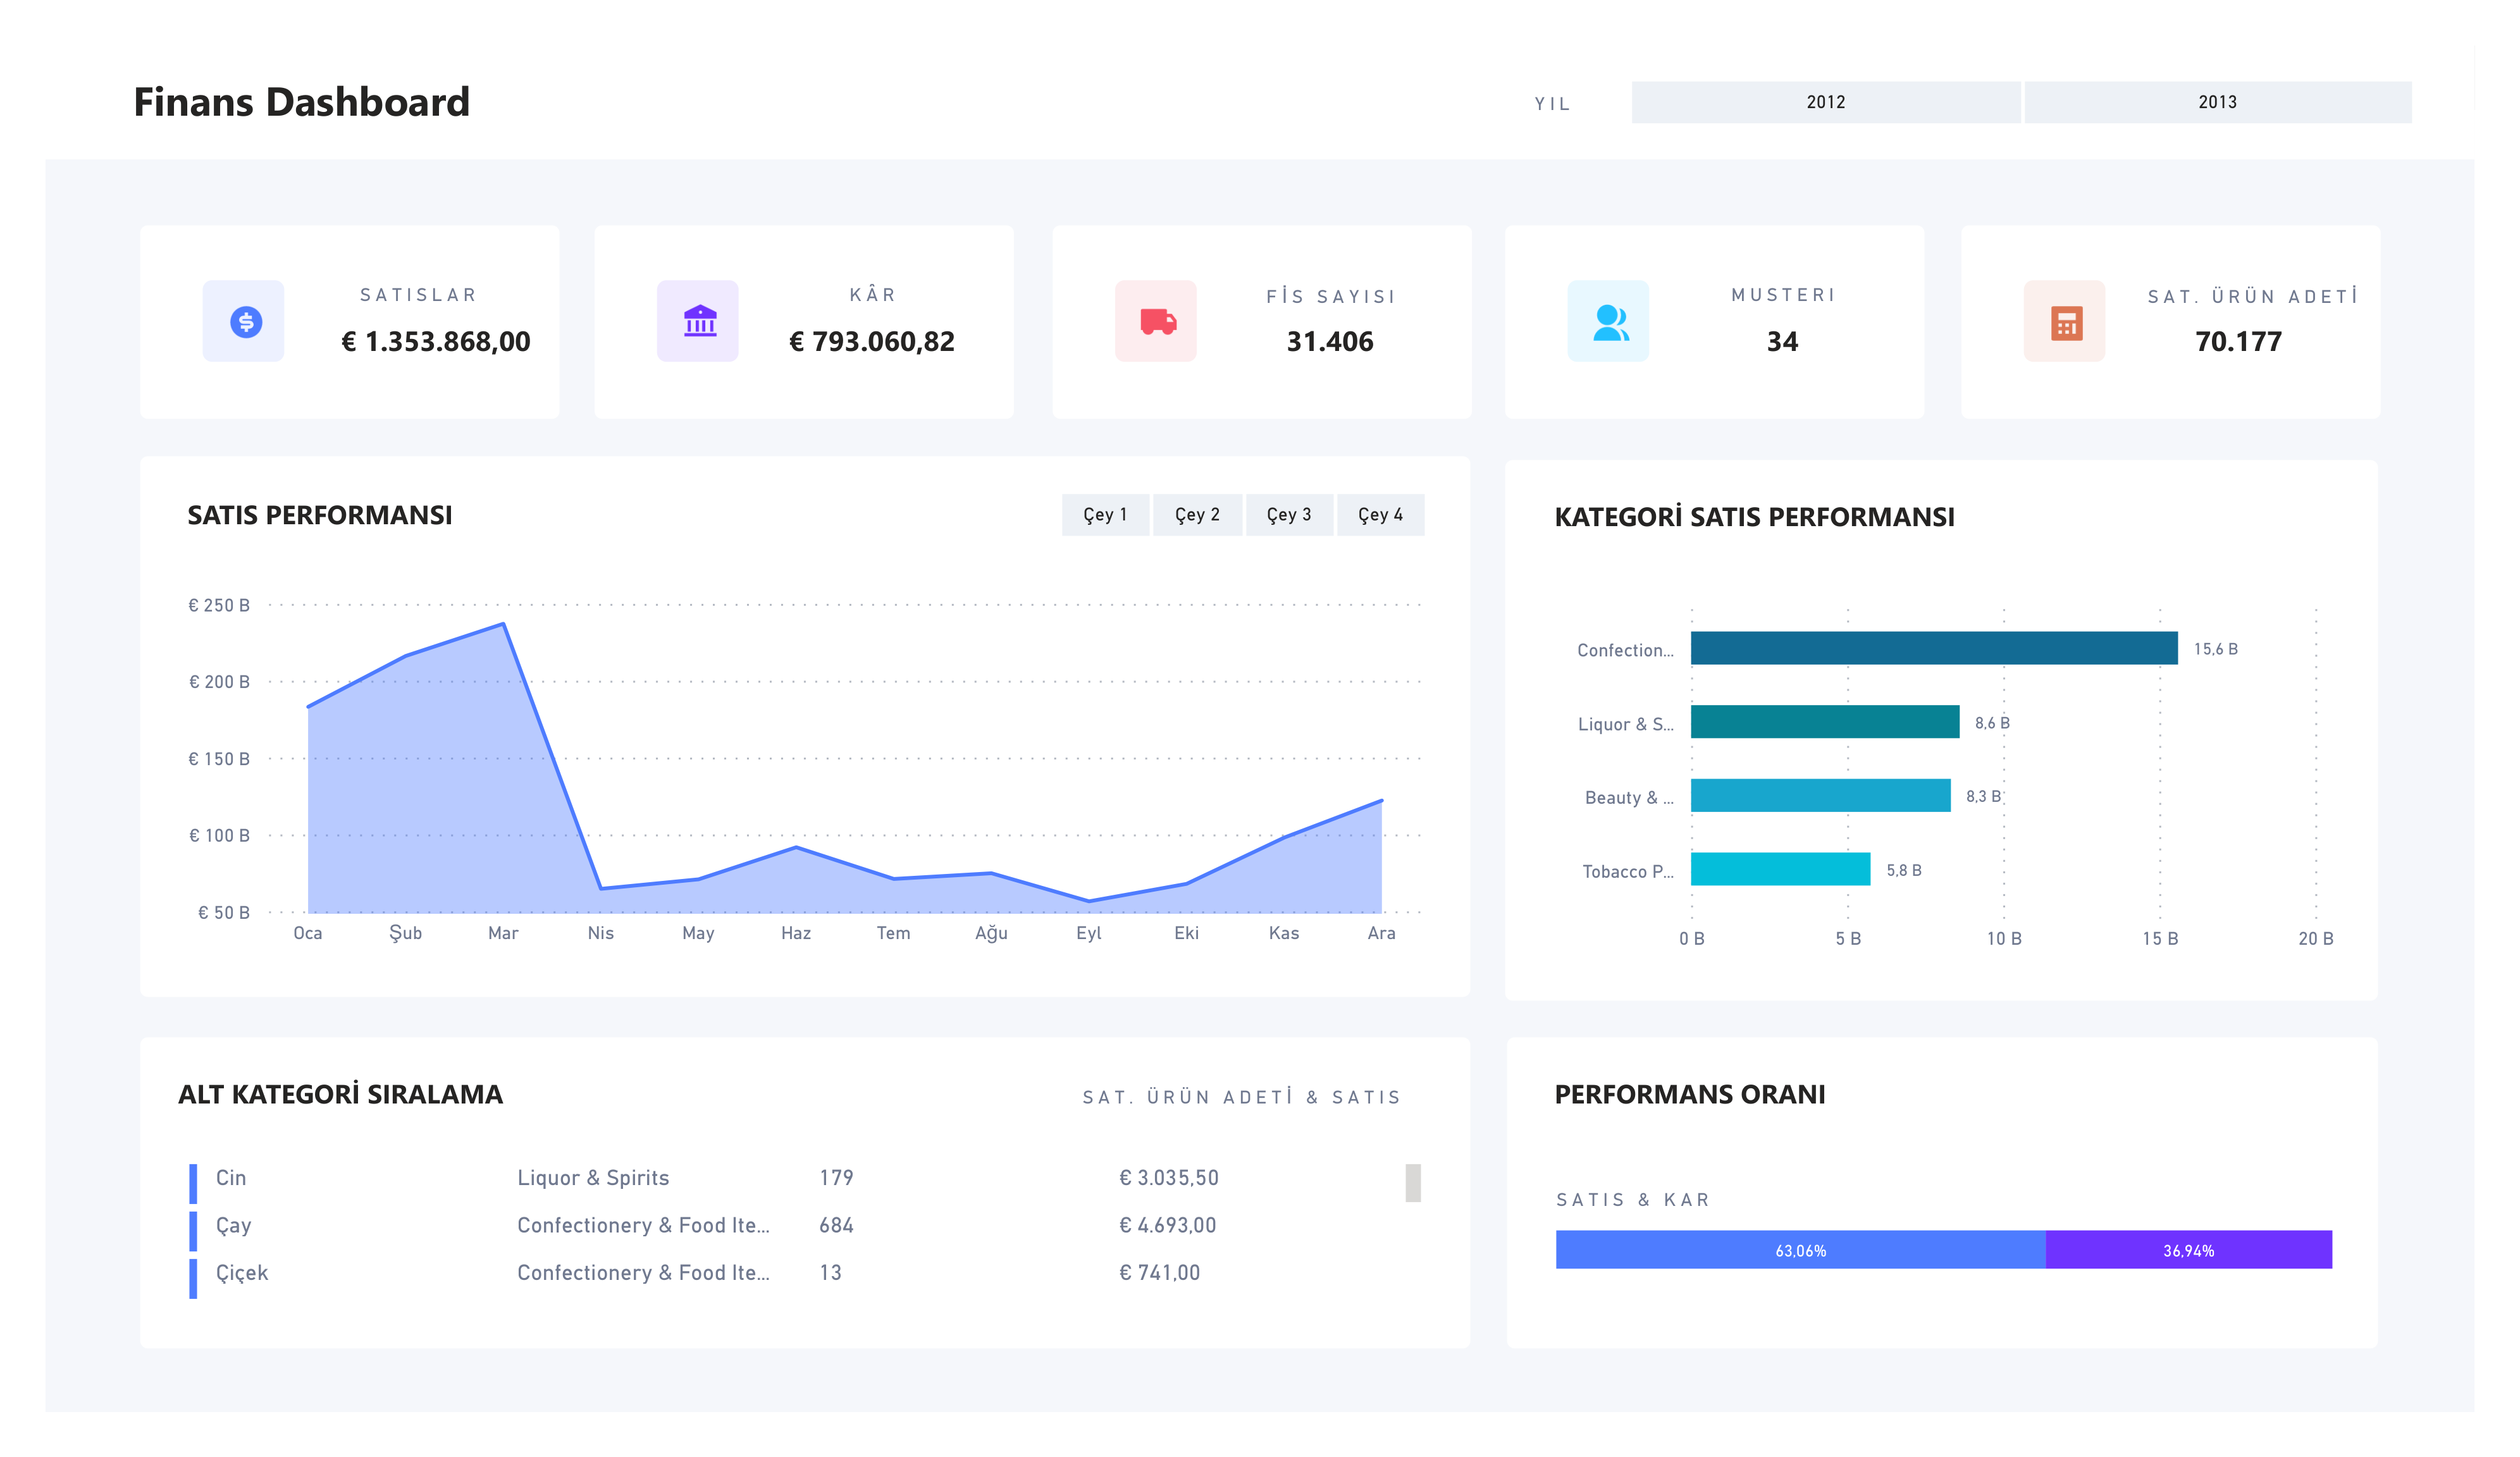 Finans Dashboard
YIL
2012
2013
SATISLAR
€ 1.353.868,00
KÂR
€ 793.060,82
FİS SAYISI
31.406
MUSTERI
34
SAT. ÜRÜN ADETİ
70.177
SATIS PERFORMANSI
Çey 1
Çey 2
Çey 3
Çey 4
€ 250 B
€ 200 B
€ 150 B
€ 100 B
€ 50 B
Oca
Şub
Mar
Nis
May
Haz
Tem
Ağu
Eyl
Eki
Kas
Ara
KATEGORİ SATIS PERFORMANSI
Confection...
15,6 B
Liquor & S...
8,6 B
Beauty & ...
8,3 B
Tobacco P...
5,8 B
0 B
5 B
10 B
15 B
20 B
ALT KATEGORİ SIRALAMA
SAT. ÜRÜN ADETİ & SATIS
Cin
Liquor & Spirits
179
€ 3.035,50
Çay
Confectionery & Food Ite...
684
€ 4.693,00
Çiçek
Confectionery & Food Ite...
13
€ 741,00
PERFORMANS ORANI
SATIS & KAR
63,06%
36,94%